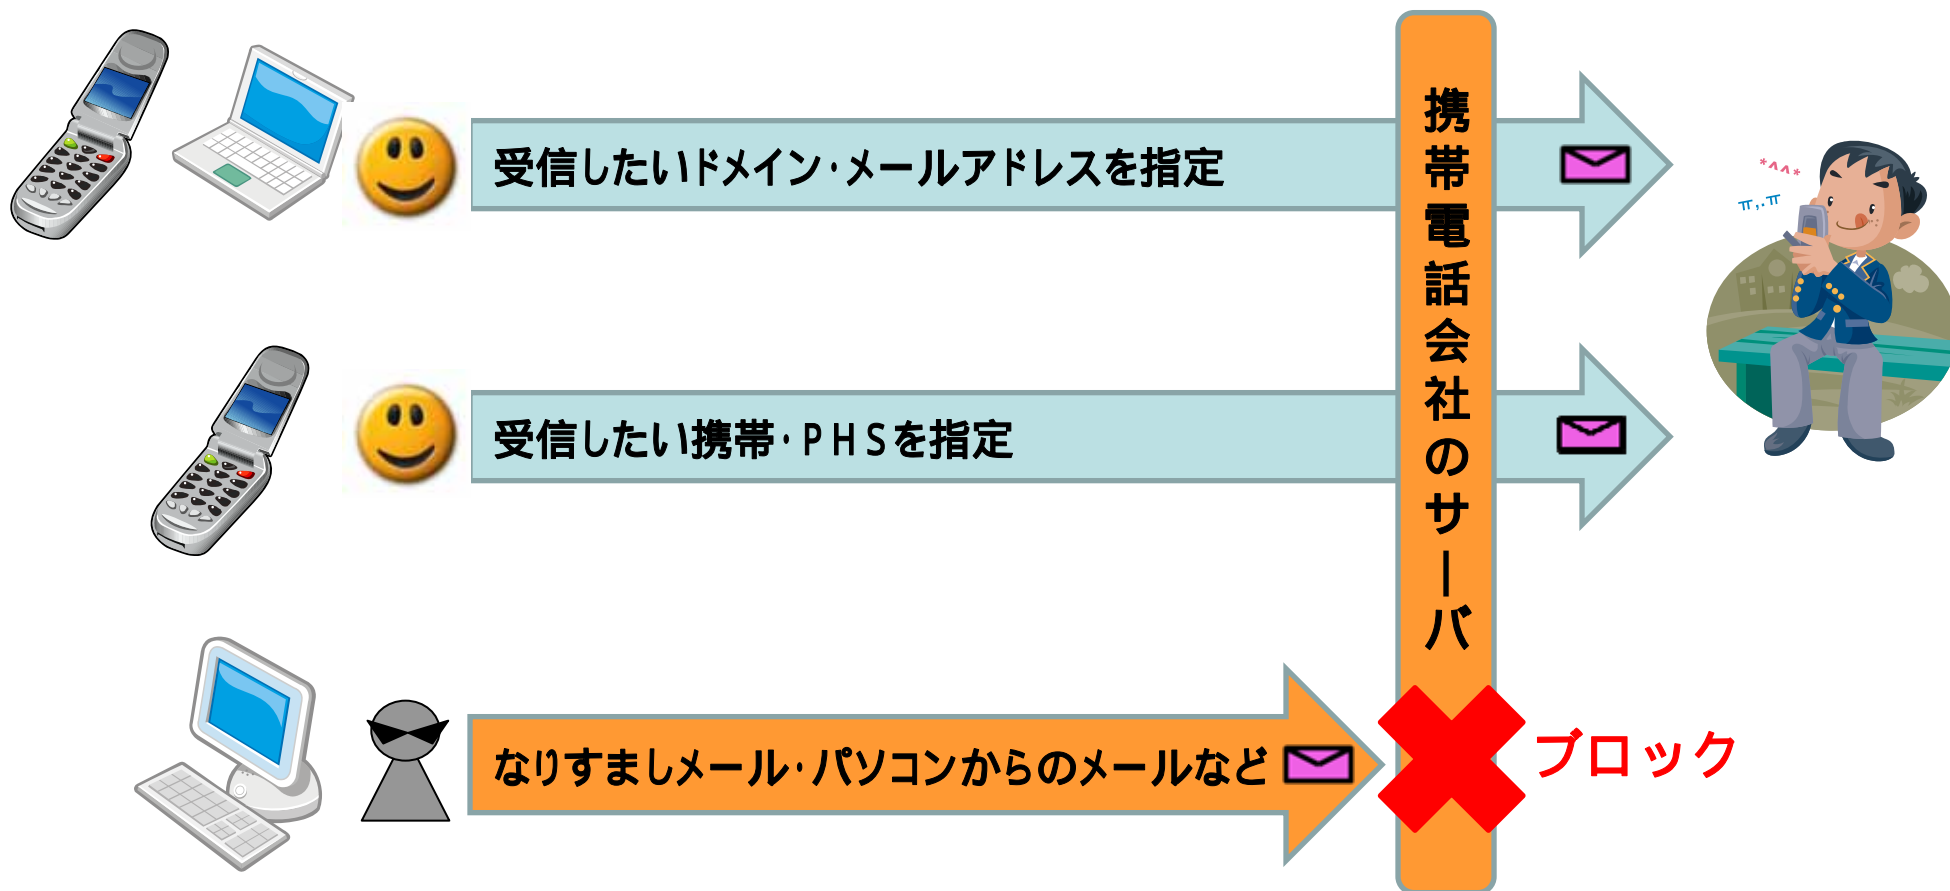 受信したいドメイン・メールアドレスを指定
受信したい携帯・PHSを指定
なりすましメール・パソコンからのメールなど
携帯電話会社のサーバ
ブロック
*^^*
π,.π